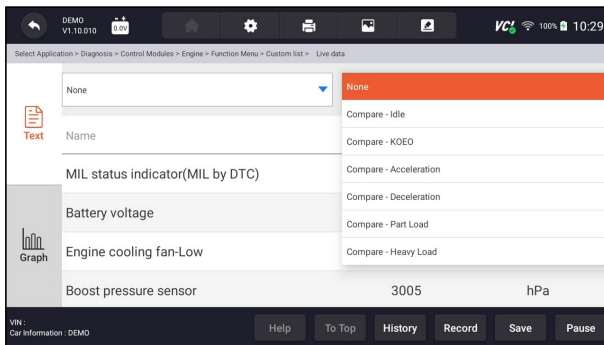 DEMO
V1.10.010
0.0V
VCI
100%
10:29
Select Application > Diagnosis > Control Modules > Engine > Function Menu > Custom list > Live data
Text
Graph
None
None
Compare - Idle
Compare - KOEO
Compare - Acceleration
Compare - Deceleration
Compare - Part Load
Compare - Heavy Load
Name
MIL status indicator(MIL by DTC)
Battery voltage
Engine cooling fan-Low
Boost pressure sensor 3005 hPa
VIN :
Car Information : DEMO
Help To Top History Record Save Pause